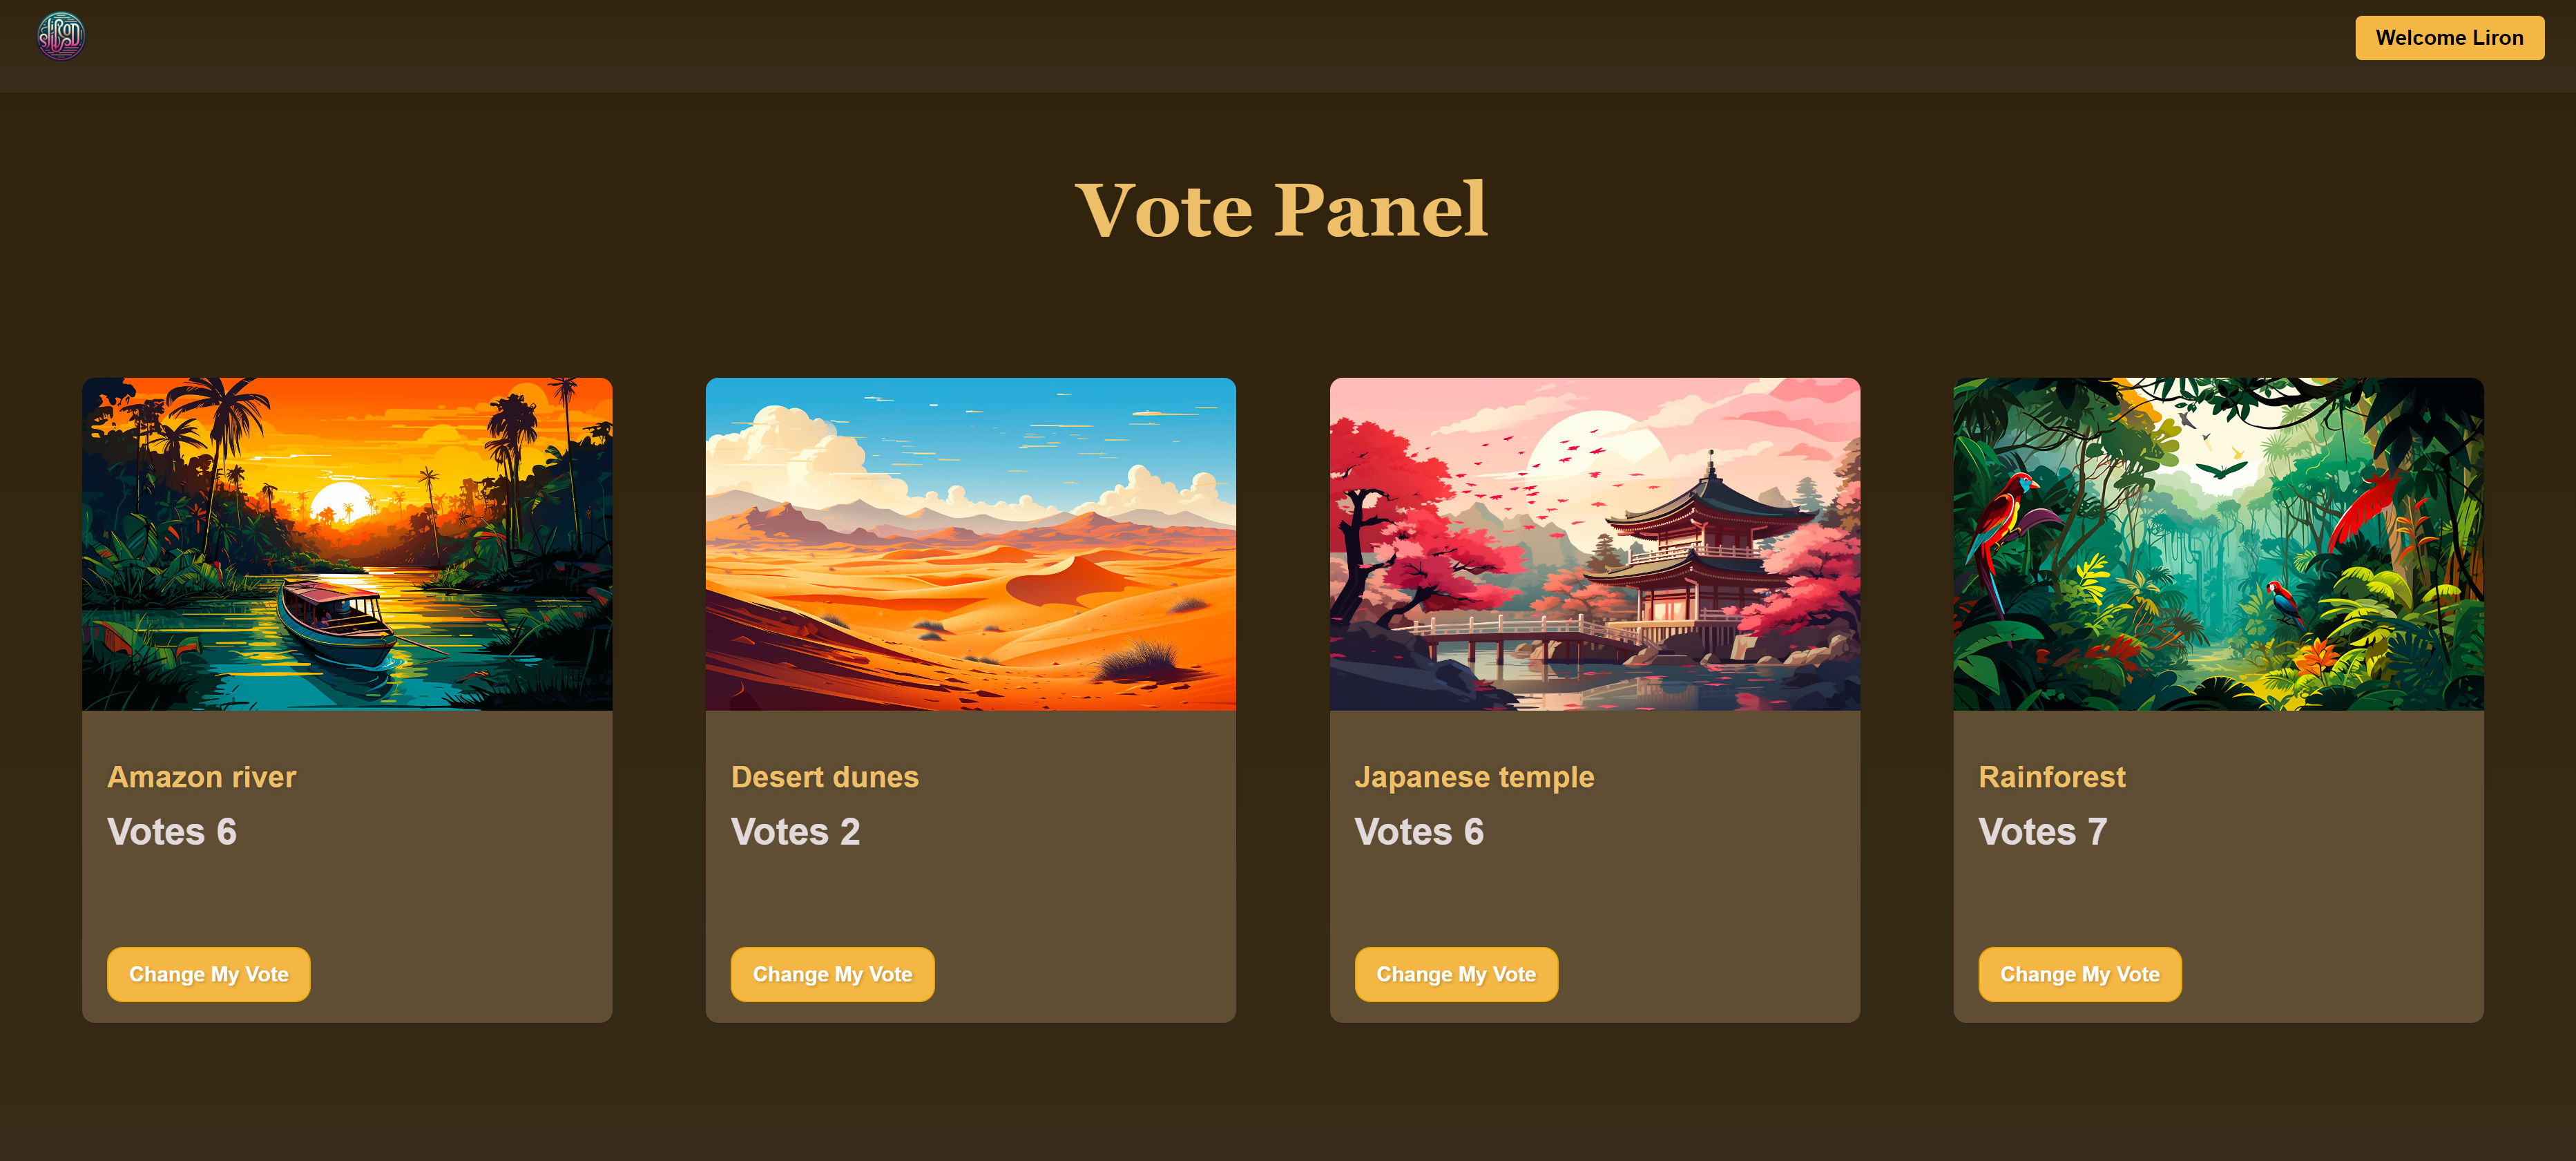 Welcome Liron
Vote Panel
Amazon river
Votes 6
Change My Vote
Desert dunes
Votes 2
Change My Vote
Japanese temple
Votes 6
Change My Vote
Rainforest
Votes 7
Change My Vote